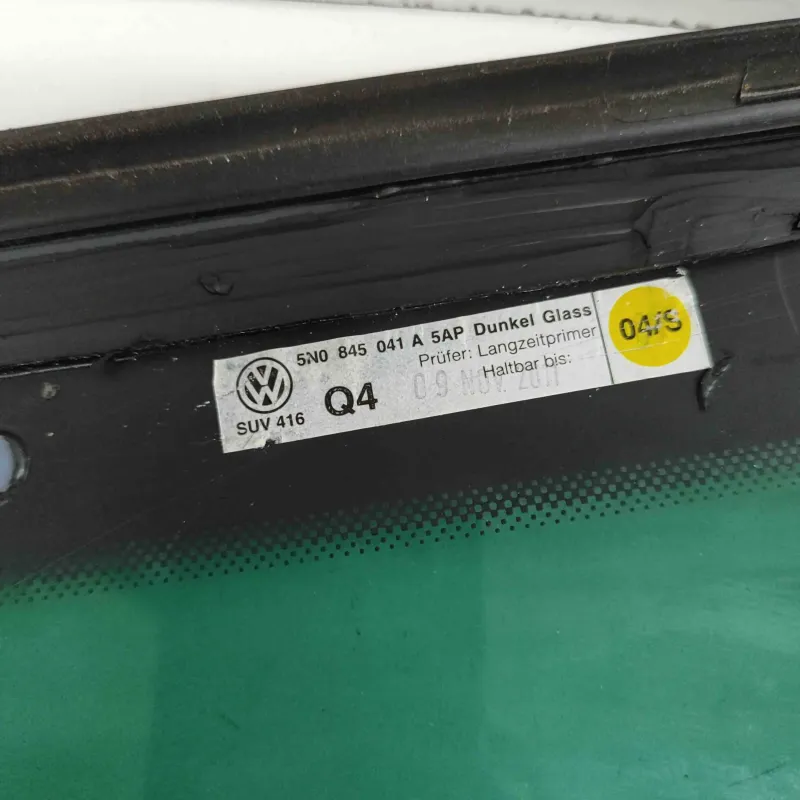 5N0 845 041 A 5AP Dunkel Glass
Prüfer: Langzeitprimer
Haltbar bis:
SUV 416
Q4
09 NOV. 2011
04/S